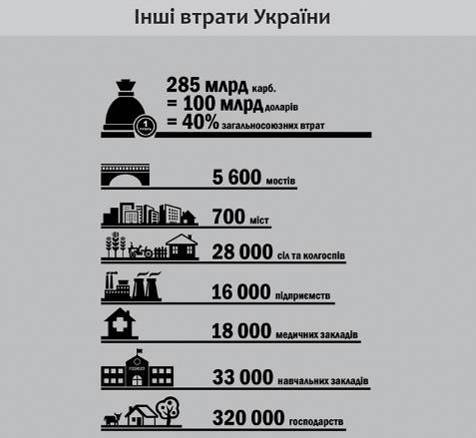 Інші втрати України
285 млрд карб.
= 100 млрд доларів
= 40% загальносоюзних втрат
1
5 600 мостів
700 міст
28 000 сіл та колгоспів
16 000 підприємств
18 000 медичних закладів
33 000 навчальних закладів
320 000 господарств